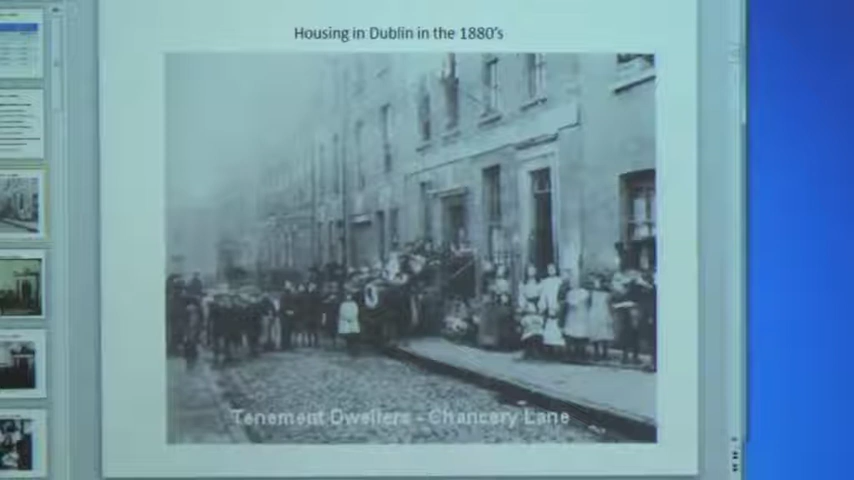 Housing in Dublin in the 1880's
Tenement Dwellers - Chancery Lane